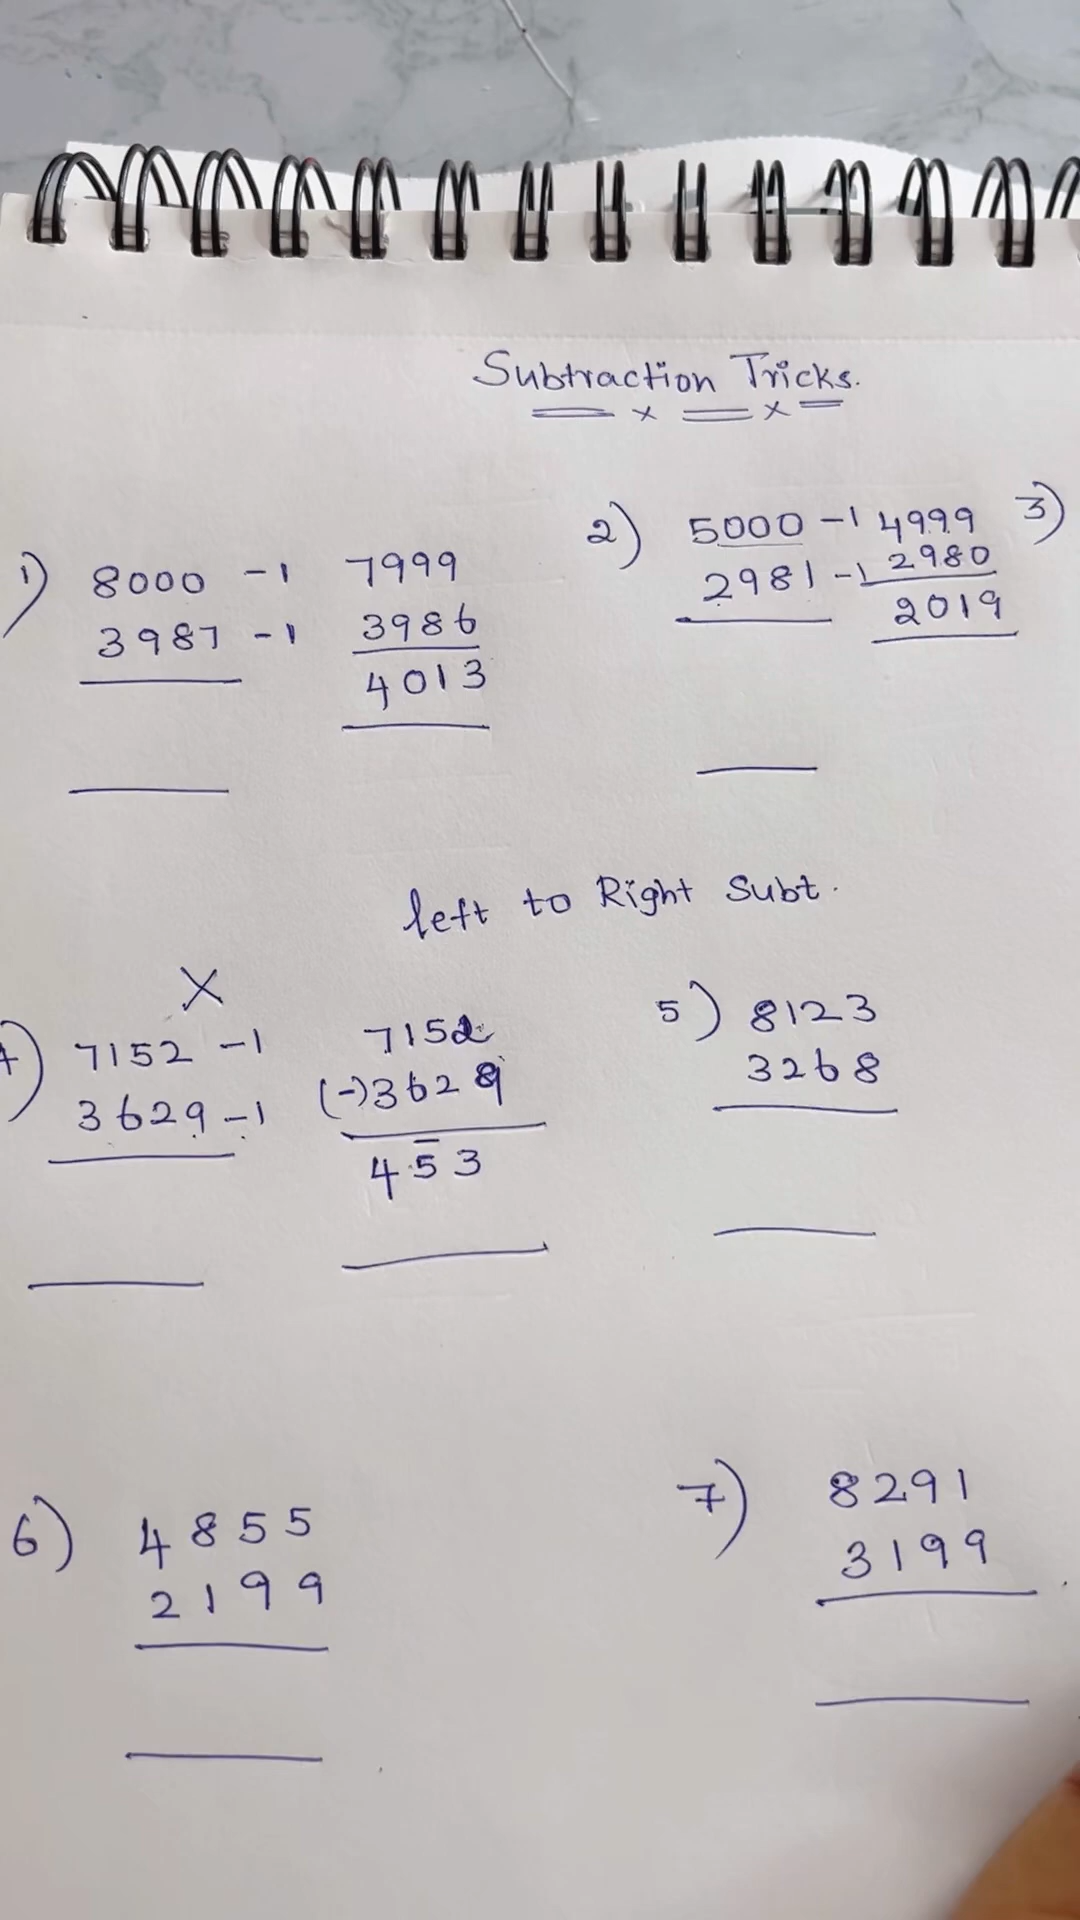 Subtraction Tricks.
1) 8000 -1 7999
3987 -1 3986
4013
2) 5000 -1 4999
2981 -1 2980
2019
3)
left to Right Subt.
X
4) 7152 -1 7152
3629 -1 (-)3629
45̅3
5) 8123
3268
6) 4855
2199
7) 8291
3199